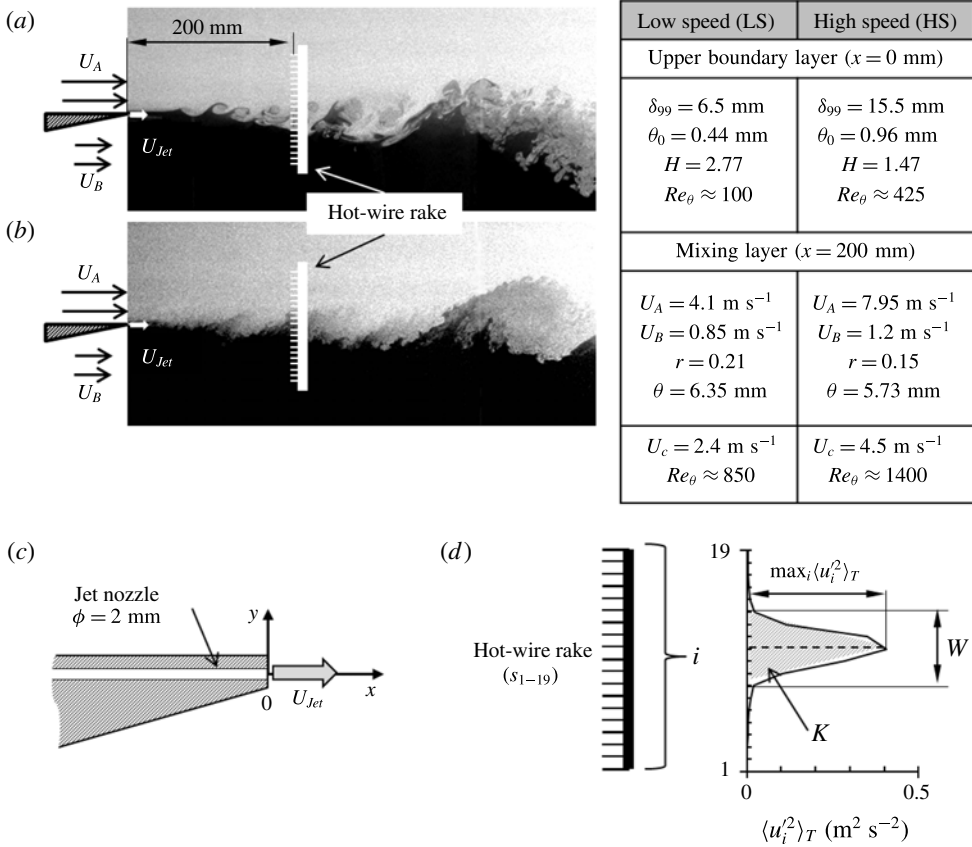 (a)
200 mm
U_A
U_Jet
U_B
Hot-wire rake
(b)
U_A
U_Jet
U_B
Low speed (LS) High speed (HS)
Upper boundary layer (x = 0 mm)
δ₉₉ = 6.5 mm δ₉₉ = 15.5 mm
θ₀ = 0.44 mm θ₀ = 0.96 mm
H = 2.77 H = 1.47
Re_θ ≈ 100 Re_θ ≈ 425
Mixing layer (x = 200 mm)
U_A = 4.1 m s⁻¹ U_A = 7.95 m s⁻¹
U_B = 0.85 m s⁻¹ U_B = 1.2 m s⁻¹
r = 0.21 r = 0.15
θ = 6.35 mm θ = 5.73 mm
U_c = 2.4 m s⁻¹ U_c = 4.5 m s⁻¹
Re_θ ≈ 850 Re_θ ≈ 1400
(c)
Jet nozzle
ϕ = 2 mm
y
x
0
U_Jet
(d)
Hot-wire rake
(s₁₋₁₉)
i
19
max_i⟨u′_i²⟩_T
W
K
1
0 0.5
⟨u′_i²⟩_T (m² s⁻²)